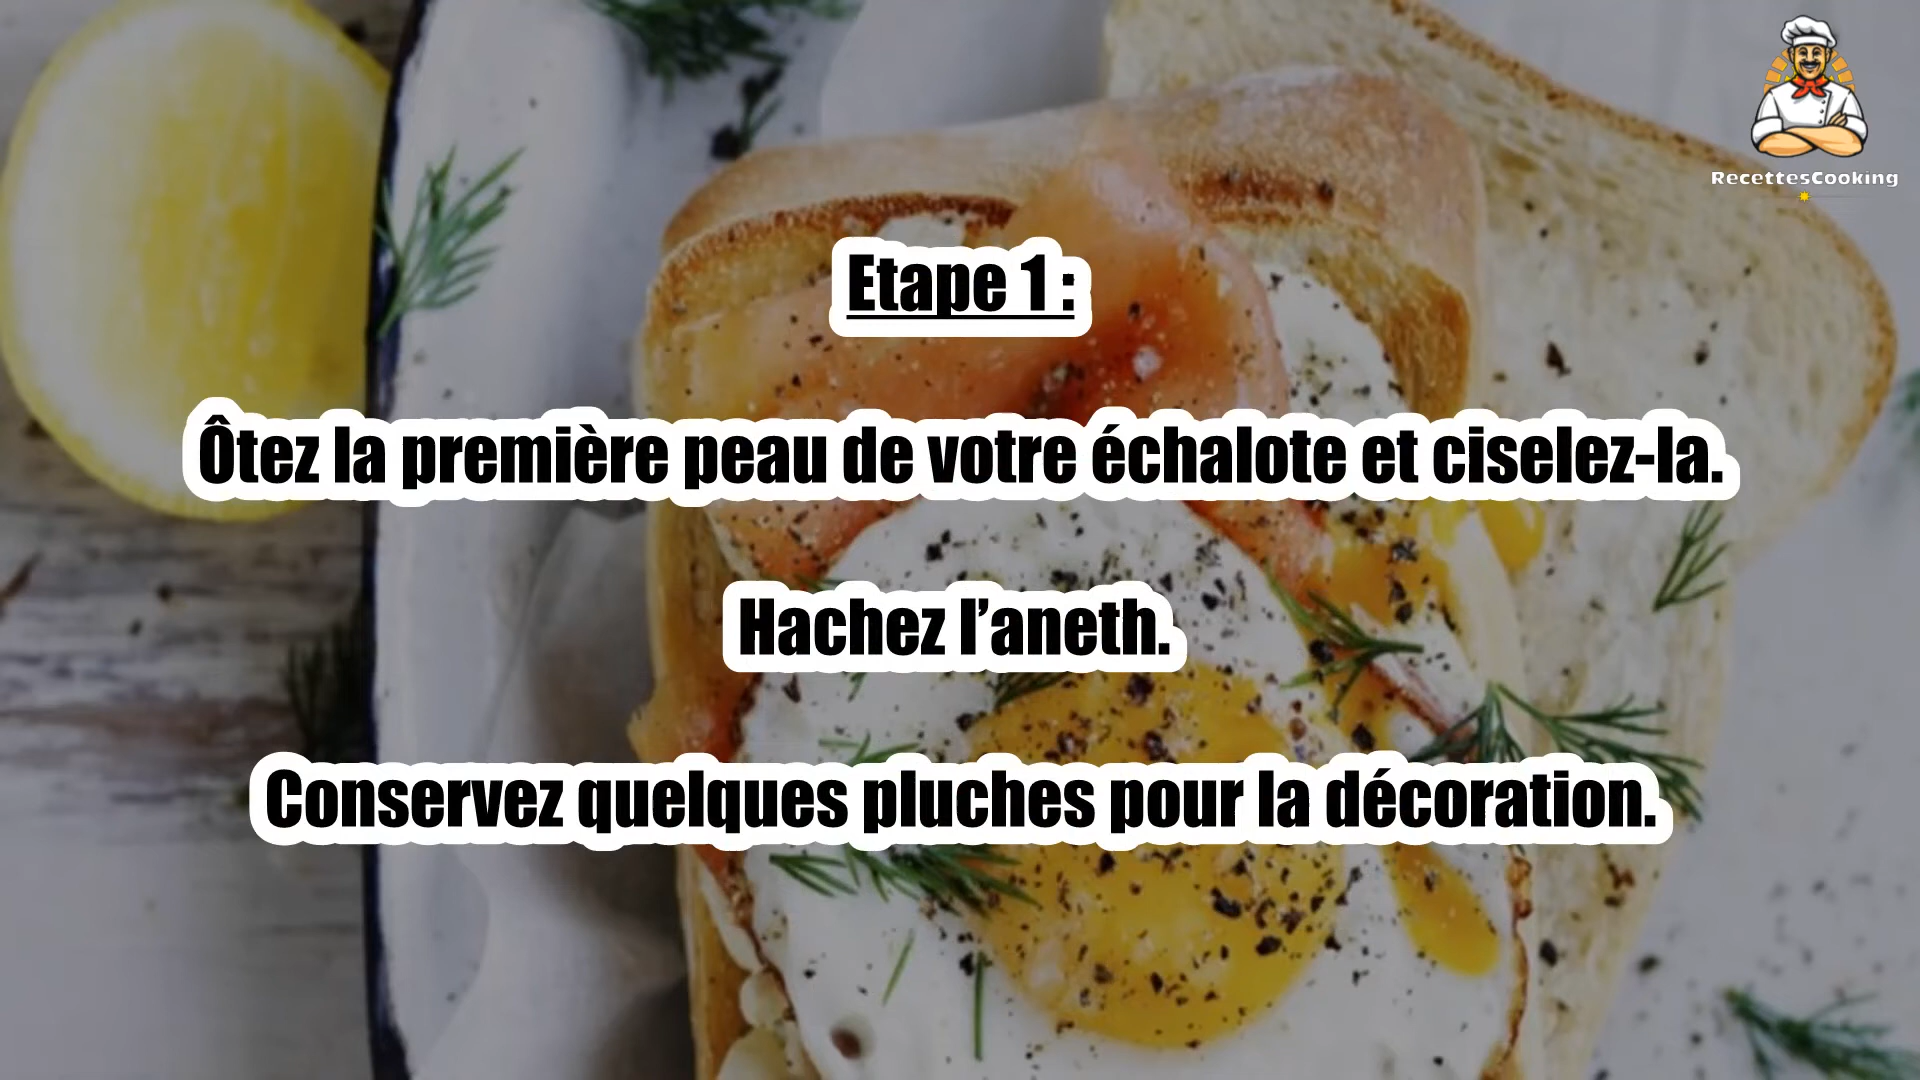 RecettesCooking
Etape 1 :
Ôtez la première peau de votre échalote et ciselez-la.
Hachez l’aneth.
Conservez quelques pluches pour la décoration.